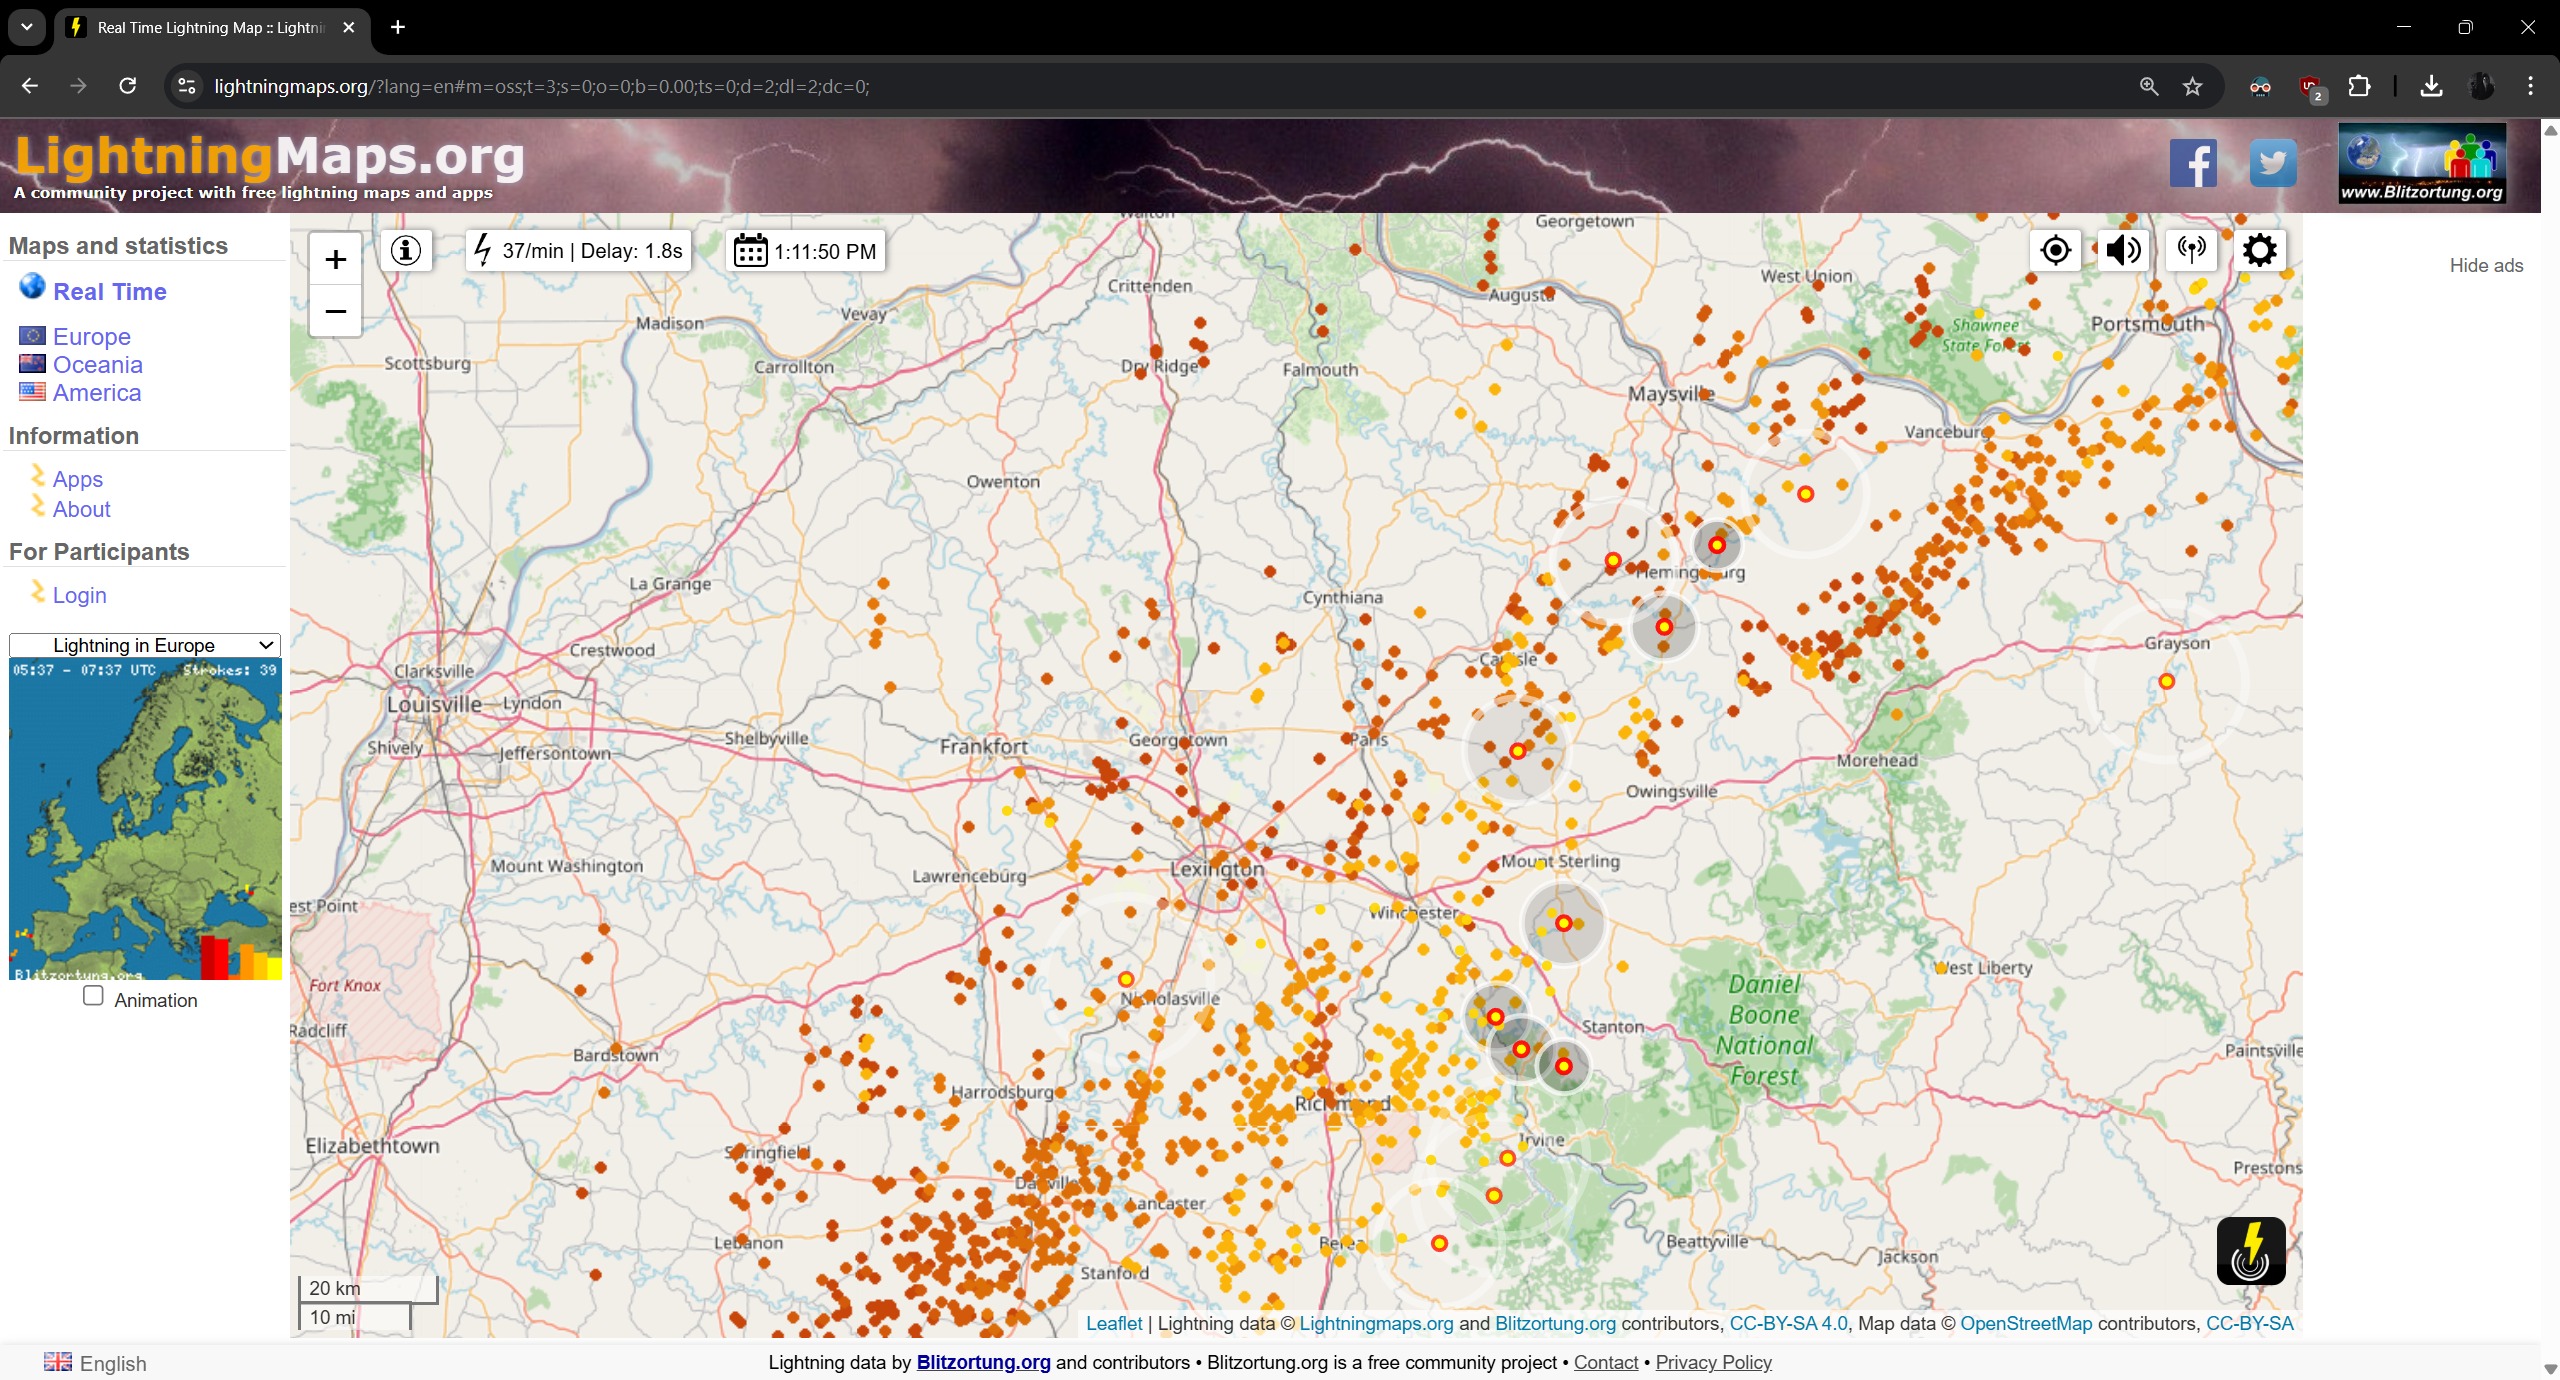 Real Time Lightning Map :: Lightni
lightningmaps.org/?lang=en#m=oss;t=3;s=0;o=0;b=0.00;ts=0;d=2;dl=2;dc=0;
2
LightningMaps.org
A community project with free lightning maps and apps
www.Blitzortung.org
Maps and statistics
Real Time
Europe
Oceania
America
Information
Apps
About
For Participants
Login
Lightning in Europe
05:37 - 07:37 UTC Strokes: 39
Blitzortung.org
Animation
37/min | Delay: 1.8s
1:11:50 PM
Hide ads
Walton
Georgetown
West Union
Crittenden
Augusta
Madison
Vevay
Shawnee
State Forest
Portsmouth
Scottsburg
Carrollton
Dry Ridge
Falmouth
Maysville
Vanceburg
Owenton
La Grange
Cynthiana
Flemingsburg
Grayson
Crestwood
Carlisle
Clarksville
Louisville
Lyndon
Shively
Jeffersontown
Shelbyville
Frankfort
Georgetown
Paris
Morehead
Owingsville
Mount Washington
Lawrenceburg
Lexington
Mount Sterling
est Point
Winchester
West Liberty
Fort Knox
Nicholasville
Daniel
Boone
National
Forest
Radcliff
Stanton
Bardstown
Paintsville
Harrodsburg
Richmond
Elizabethtown
Springfield
Irvine
Prestons
Danville
Lancaster
Lebanon
Berea
Beattyville
Jackson
Stanford
20 km
10 mi
Leaflet | Lightning data © Lightningmaps.org and Blitzortung.org contributors, CC-BY-SA 4.0, Map data © OpenStreetMap contributors, CC-BY-SA
English
Lightning data by Blitzortung.org and contributors • Blitzortung.org is a free community project • Contact • Privacy Policy